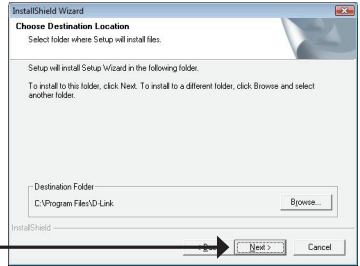 InstallShield Wizard
Choose Destination Location
Select folder where Setup will install files.
Setup will install Setup Wizard in the following folder.
To install to this folder, click Next. To install to a different folder, click Browse and select
another folder.
Destination Folder
C:\Program Files\D-Link
Browse...
InstallShield
Next >
Cancel